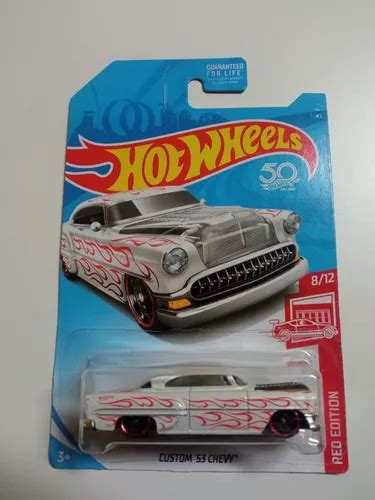 GUARANTEED
FOR LIFE
HOT WHEELS
50
8/12
RED EDITION
3+
CUSTOM '53 CHEVY